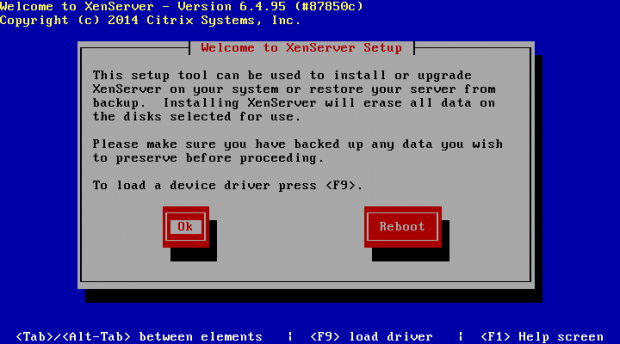 Welcome to XenServer - Version 6.4.95 (#87850c)
Copyright (c) 2014 Citrix Systems, Inc.
Welcome to XenServer Setup
This setup tool can be used to install or upgrade
XenServer on your system or restore your server from
backup.  Installing XenServer will erase all data on
the disks selected for use.
Please make sure you have backed up any data you wish
to preserve before proceeding.
To load a device driver press <F9>.
Ok
Reboot
<Tab>/<Alt-Tab> between elements   |  <F9> load driver   |  <F1> Help screen